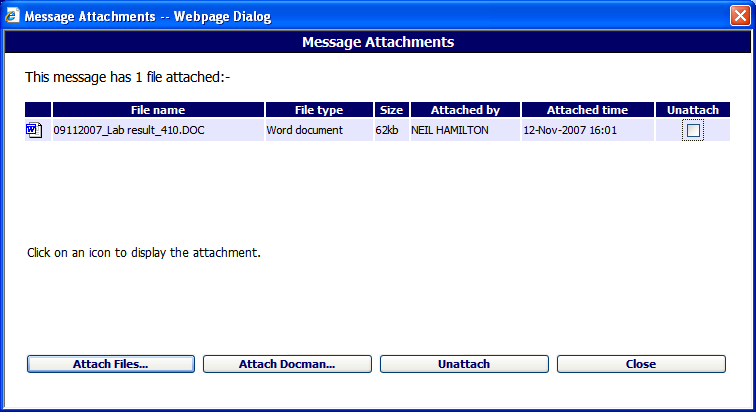 Message Attachments -- Webpage Dialog
Message Attachments
This message has 1 file attached:-
File name File type Size Attached by Attached time Unattach
09112007_Lab result_410.DOC Word document 62kb NEIL HAMILTON 12-Nov-2007 16:01
Click on an icon to display the attachment.
Attach Files... Attach Docman... Unattach Close